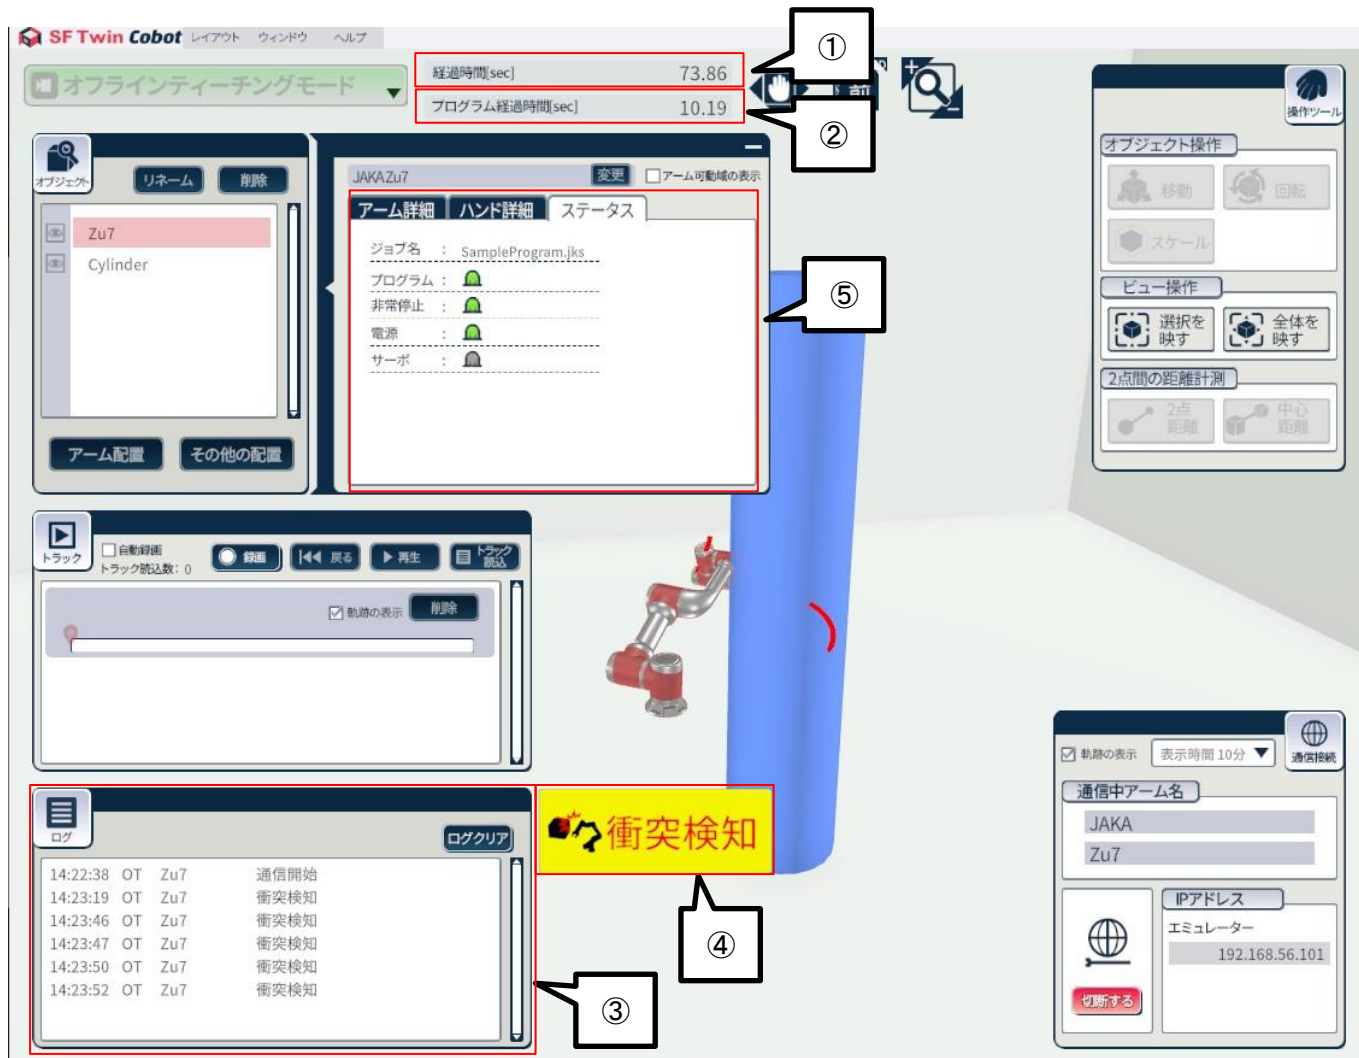 SF Twin Cobot レイアウト ウィンドウ ヘルプ
オフラインティーチングモード
経過時間[sec] 73.86
プログラム経過時間[sec] 10.19
①
②
前
操作ツール
オブジェクト操作
移動 回転
スケール
ビュー操作
選択を映す 全体を映す
2点間の距離計測
2点距離 中心距離
オブジェクト
リネーム 削除
Zu7
Cylinder
アーム配置 その他の配置
JAKA Zu7 変更 アーム可動域の表示
アーム詳細 ハンド詳細 ステータス
ジョブ名 : SampleProgram.jks
プログラム :
非常停止 :
電源 :
サーボ :
⑤
トラック
自動録画
トラック読込数: 0
録画 戻る 再生 トラック読込
軌跡の表示 削除
ログ
ログクリア
14:22:38 OT Zu7 通信開始
14:23:19 OT Zu7 衝突検知
14:23:46 OT Zu7 衝突検知
14:23:47 OT Zu7 衝突検知
14:23:50 OT Zu7 衝突検知
14:23:52 OT Zu7 衝突検知
③
衝突検知
④
軌跡の表示 表示時間 10分 ▼
通信接続
通信中アーム名
JAKA
Zu7
IPアドレス
エミュレーター
192.168.56.101
切断する